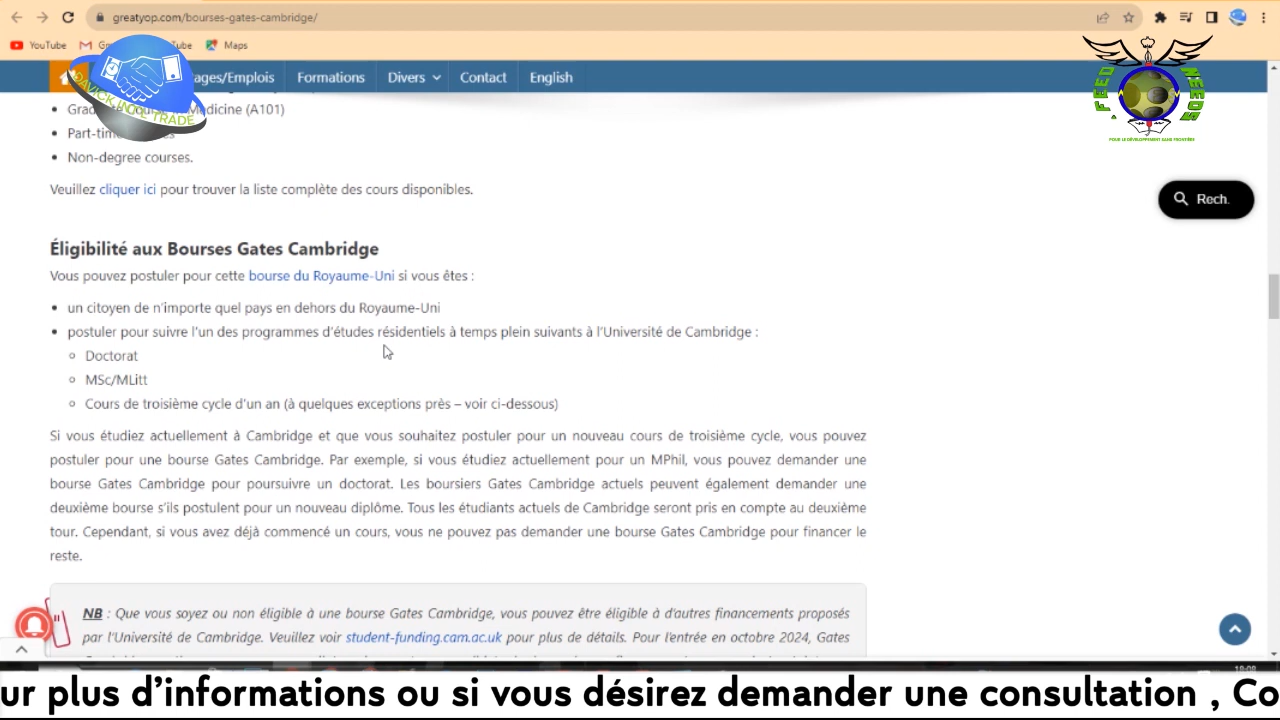 greatyop.com/bourses-gates-cambridge/
YouTube
Maps
ages/Emplois
Formations
Divers
Contact
English
DAVICK INOU TRADE
FEED
NEEDS
POUR LE DÉVELOPPEMENT SANS FRONTIÈRE
Medicine (A101)
Part-time
Non-degree courses.
Veuillez cliquer ici pour trouver la liste complète des cours disponibles.
Rech.
Éligibilité aux Bourses Gates Cambridge
Vous pouvez postuler pour cette bourse du Royaume-Uni si vous êtes :
un citoyen de n'importe quel pays en dehors du Royaume-Uni
postuler pour suivre l'un des programmes d'études résidentiels à temps plein suivants à l'Université de Cambridge :
Doctorat
MSc/MLitt
Cours de troisième cycle d'un an (à quelques exceptions près – voir ci-dessous)
Si vous étudiez actuellement à Cambridge et que vous souhaitez postuler pour un nouveau cours de troisième cycle, vous pouvez
postuler pour une bourse Gates Cambridge. Par exemple, si vous étudiez actuellement pour un MPhil, vous pouvez demander une
bourse Gates Cambridge pour poursuivre un doctorat. Les boursiers Gates Cambridge actuels peuvent également demander une
deuxième bourse s'ils postulent pour un nouveau diplôme. Tous les étudiants actuels de Cambridge seront pris en compte au deuxième
tour. Cependant, si vous avez déjà commencé un cours, vous ne pouvez pas demander une bourse Gates Cambridge pour financer le
reste.
NB : Que vous soyez ou non éligible à une bourse Gates Cambridge, vous pouvez être éligible à d'autres financements proposés
par l'Université de Cambridge. Veuillez voir student-funding.cam.ac.uk pour plus de détails. Pour l'entrée en octobre 2024, Gates
ur plus d'informations ou si vous désirez demander une consultation , Co